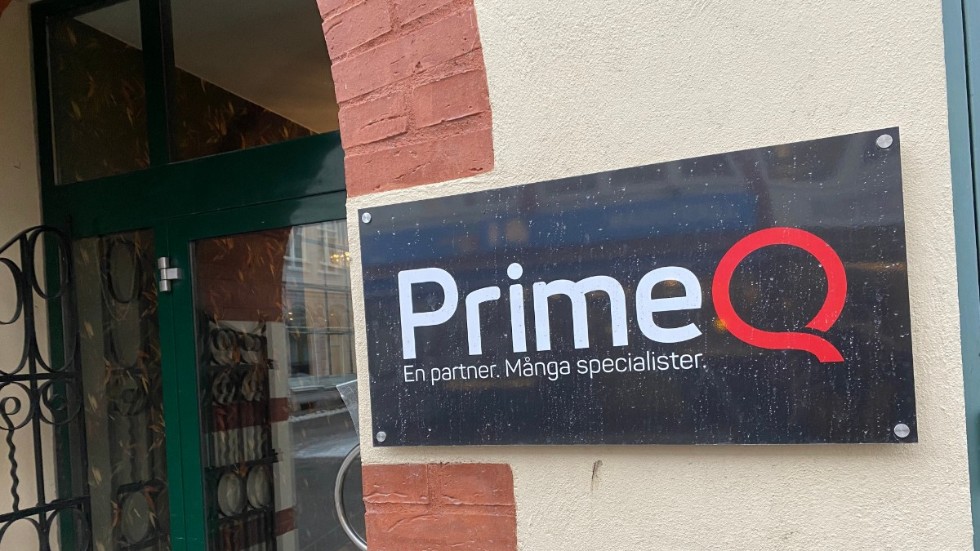 PrimeQ
En partner. Många specialister.